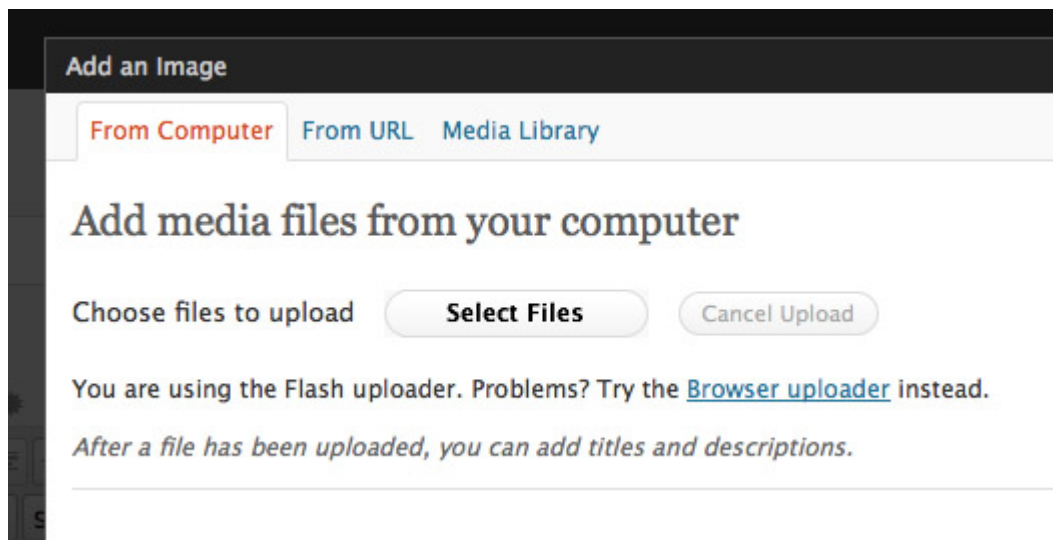 Add an Image
From Computer From URL Media Library
Add media files from your computer
Choose files to upload Select Files Cancel Upload
You are using the Flash uploader. Problems? Try the Browser uploader instead.
After a file has been uploaded, you can add titles and descriptions.